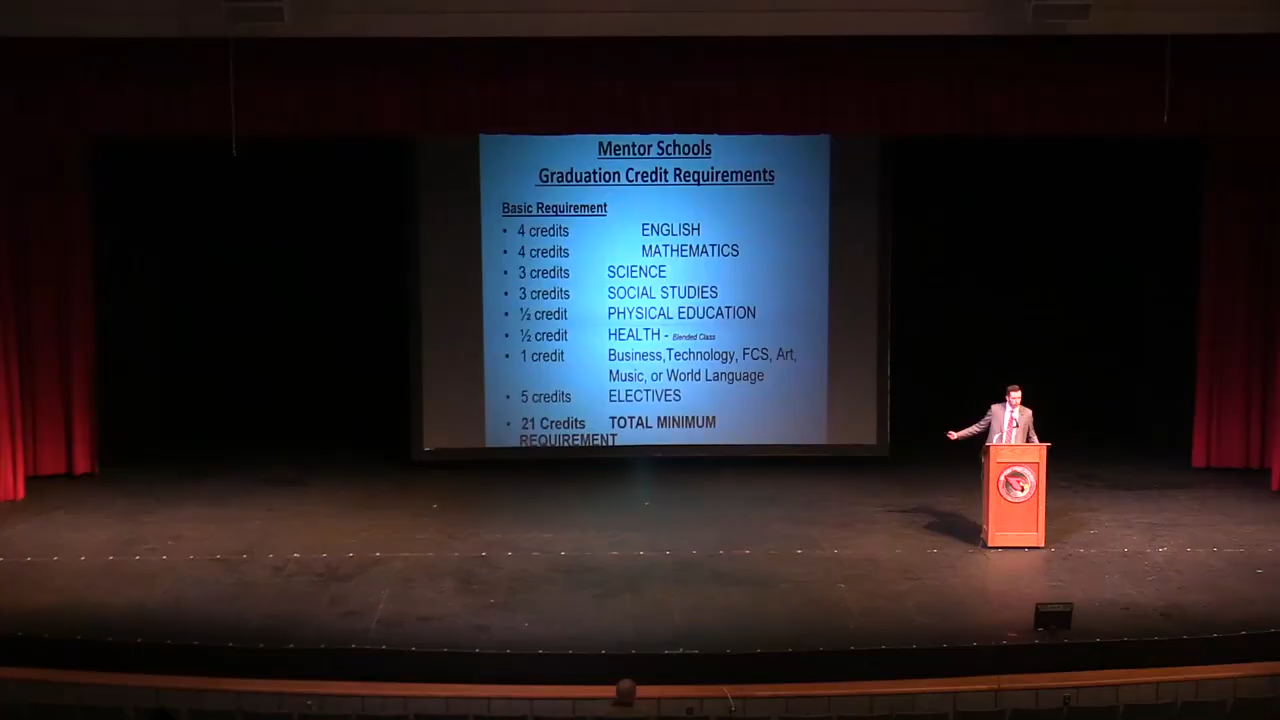 Mentor Schools
Graduation Credit Requirements
Basic Requirement
• 4 credits ENGLISH
• 4 credits MATHEMATICS
• 3 credits SCIENCE
• 3 credits SOCIAL STUDIES
• ½ credit PHYSICAL EDUCATION
• ½ credit HEALTH - Blended Class
• 1 credit Business,Technology, FCS, Art,
Music, or World Language
• 5 credits ELECTIVES
• 21 Credits TOTAL MINIMUM
REQUIREMENT